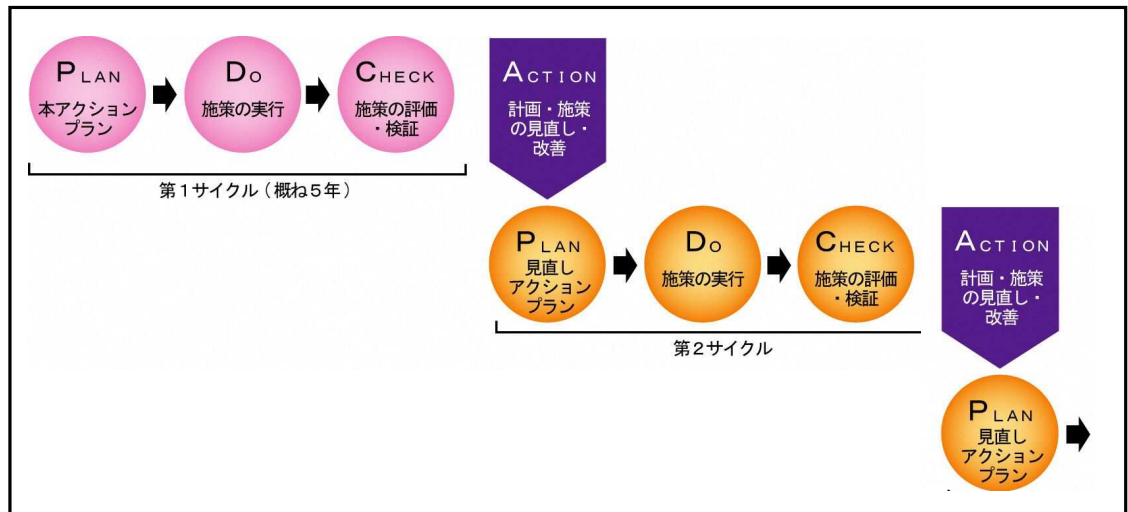 PLAN
本アクション
プラン
DO
施策の実行
CHECK
施策の評価
・検証
ACTION
計画・施策
の見直し・
改善
第1サイクル(概ね5年)
PLAN
見直し
アクション
プラン
DO
施策の実行
CHECK
施策の評価
・検証
ACTION
計画・施策
の見直し・
改善
第2サイクル
PLAN
見直し
アクション
プラン